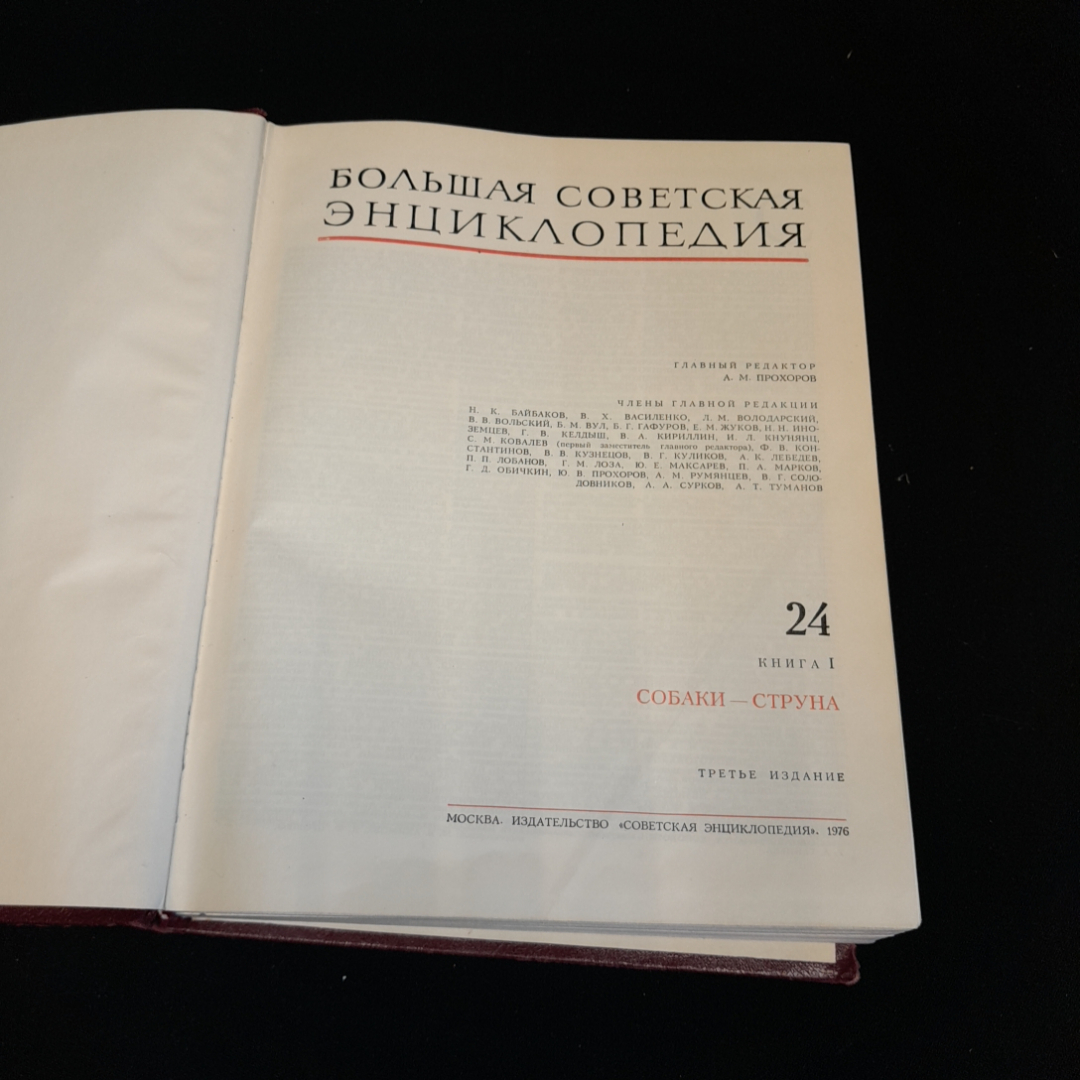 БОЛЬШАЯ СОВЕТСКАЯ
ЭНЦИКЛОПЕДИЯ
ГЛАВНЫЙ РЕДАКТОР
А. М. ПРОХОРОВ
ЧЛЕНЫ ГЛАВНОЙ РЕДАКЦИИ
Н. К. БАЙБАКОВ, В. Х. ВАСИЛЕНКО, Л. М. ВОЛОДАРСКИЙ,
В. В. ВОЛЬСКИЙ, Б. М. ВУЛ, Б. Г. ГАФУРОВ, Е. М. ЖУКОВ, Н. Н. ИНО-
ЗЕМЦЕВ, Г. В. КЕЛДЫШ, В. А. КИРИЛЛИН, И. Л. КНУНЯНЦ,
С. М. КОВАЛЕВ (первый заместитель главного редактора), Ф. В. КОН-
СТАНТИНОВ, В. В. КУЗНЕЦОВ, В. Г. КУЛИКОВ, А. К. ЛЕБЕДЕВ,
П. П. ЛОБАНОВ, Г. М. ЛОЗА, Ю. Е. МАКСАРЕВ, П. А. МАРКОВ,
Г. Д. ОБИЧКИН, Ю. В. ПРОХОРОВ, А. М. РУМЯНЦЕВ, В. Г. СОЛО-
ДОВНИКОВ, А. А. СУРКОВ, А. Т. ТУМАНОВ
24
КНИГА I
СОБАКИ — СТРУНА
ТРЕТЬЕ ИЗДАНИЕ
МОСКВА. ИЗДАТЕЛЬСТВО «СОВЕТСКАЯ ЭНЦИКЛОПЕДИЯ». 1976